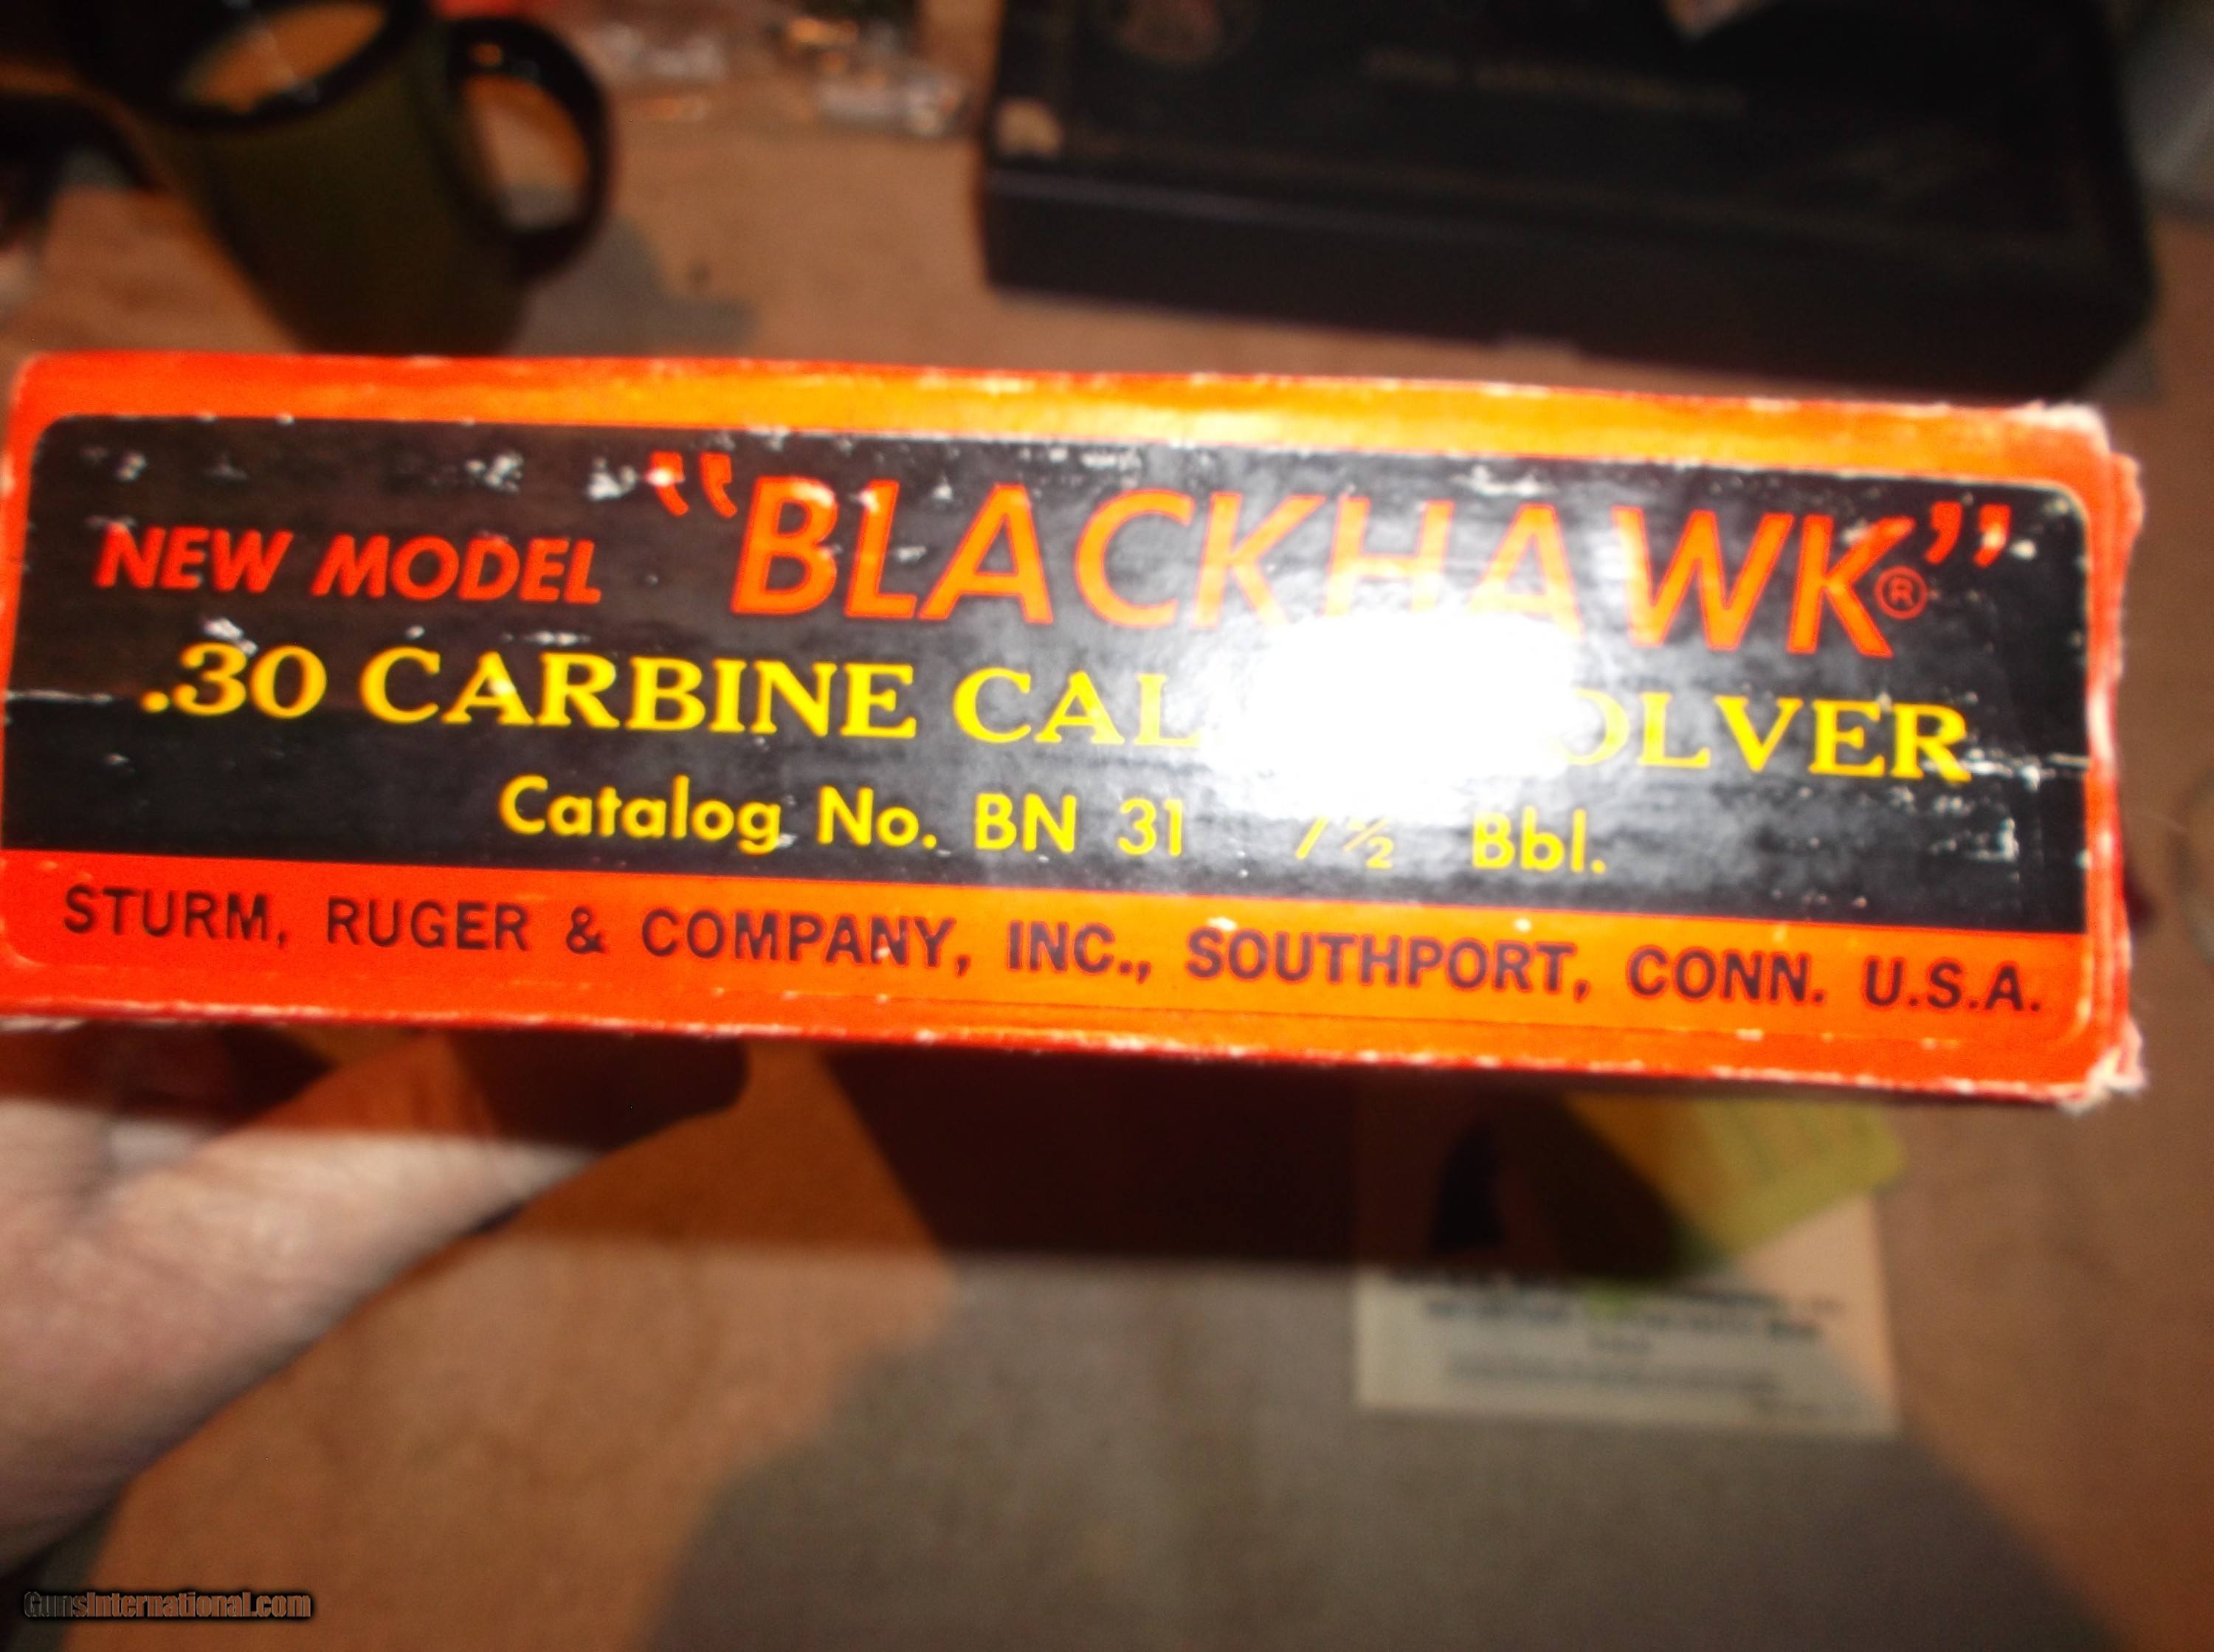 NEW MODEL "BLACKHAWK"®
.30 CARBINE CAL OLVER
Catalog No. BN 31 7½ Bbl.
STURM, RUGER & COMPANY, INC., SOUTHPORT, CONN. U.S.A.
GunsInternational.com